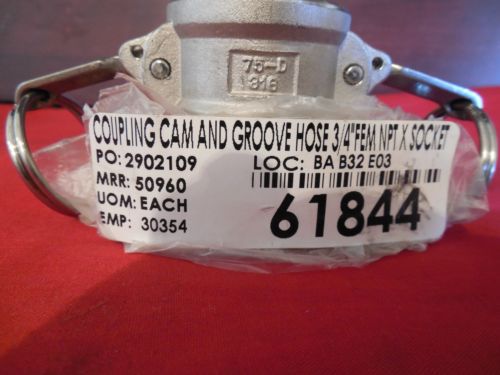 75-D
316
COUPLING CAM AND GROOVE HOSE 3/4"FEM NPT X SOCKET
PO: 2902109 LOC: BA B32 E03
MRR: 50960
UOM: EACH
EMP: 30354
61844